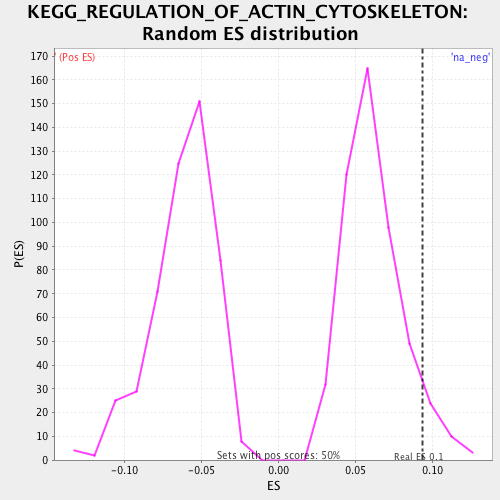 KEGG_REGULATION_OF_ACTIN_CYTOSKELETON:
Random ES distribution
(Pos ES)
'na_neg'
170
160
150
140
130
120
110
100
90
80
70
60
50
40
30
20
10
0
P(ES)
Sets with pos scores: 50%
Real ES 0.1
-0.10
-0.05
0.00
0.05
0.10
ES